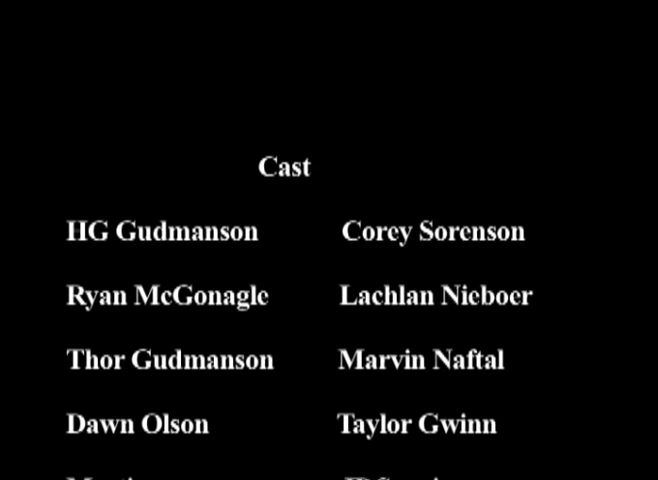 Cast
HG Gudmanson Corey Sorenson
Ryan McGonagle Lachlan Nieboer
Thor Gudmanson Marvin Naftal
Dawn Olson Taylor Gwinn